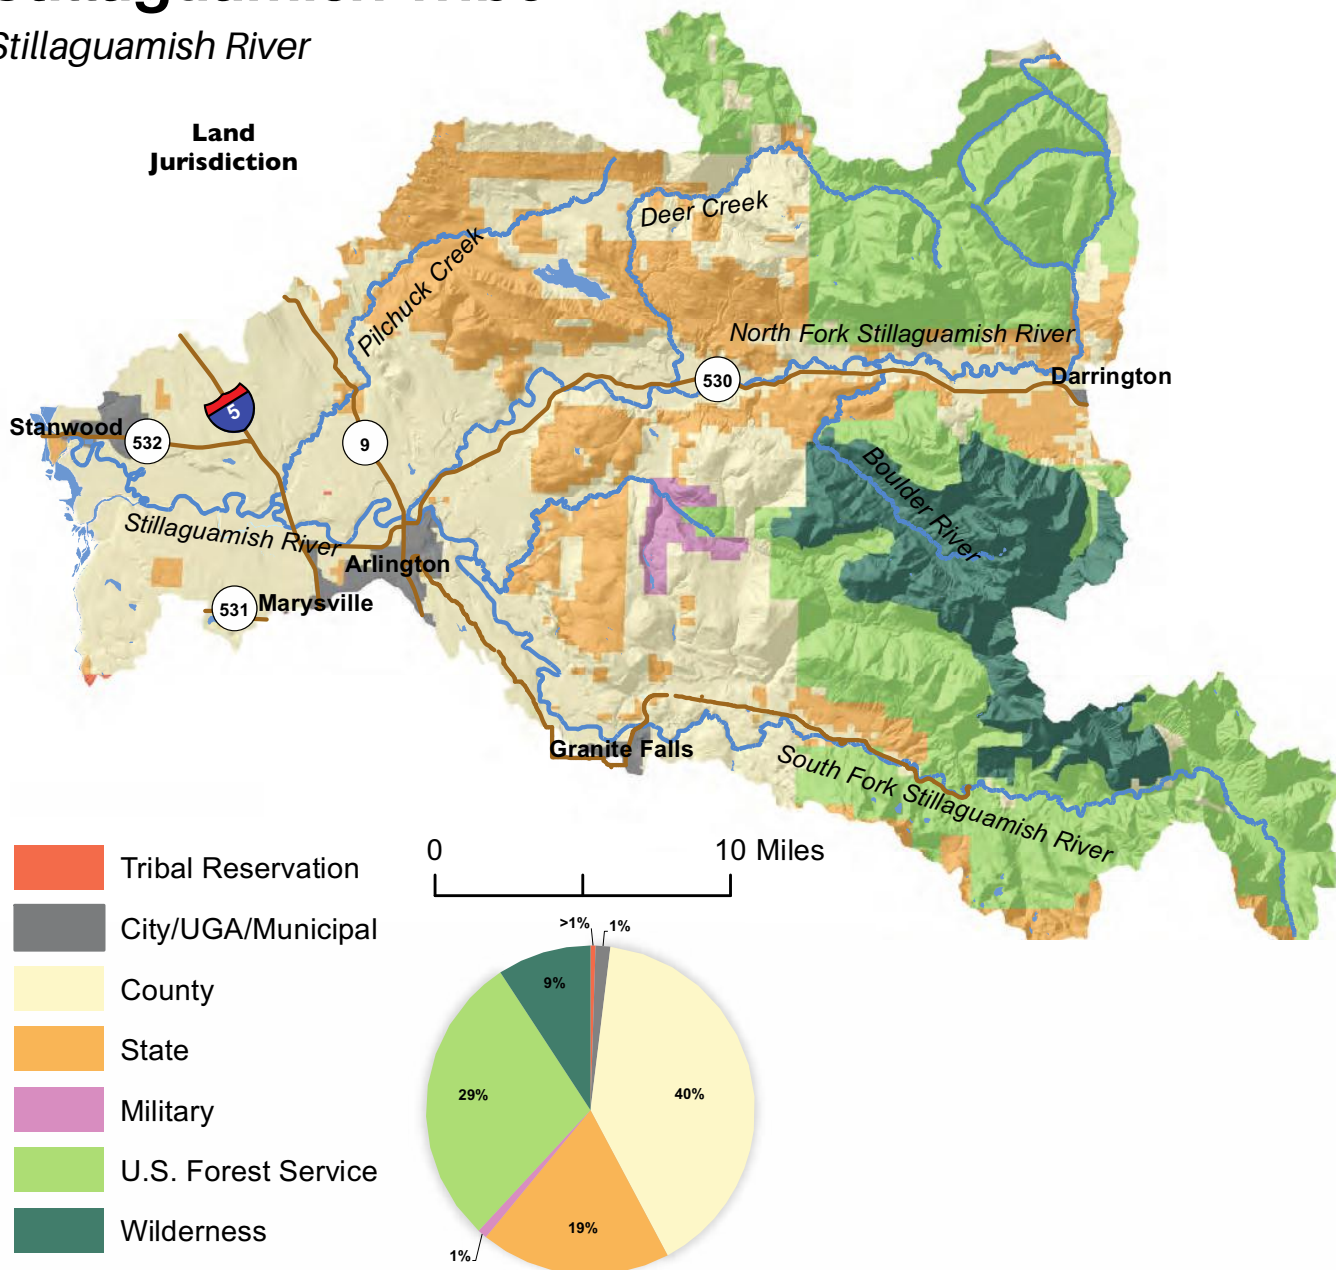 Stillaguamish River
Land
Jurisdiction
Deer Creek
Pilchuck Creek
North Fork Stillaguamish River
530
Darrington
5
Stanwood
532
9
Boulder River
Stillaguamish River
Arlington
531
Marysville
Granite Falls
South Fork Stillaguamish River
0
10 Miles
Tribal Reservation
City/UGA/Municipal
County
State
Military
U.S. Forest Service
Wilderness
>1%
1%
9%
29%
40%
19%
1%